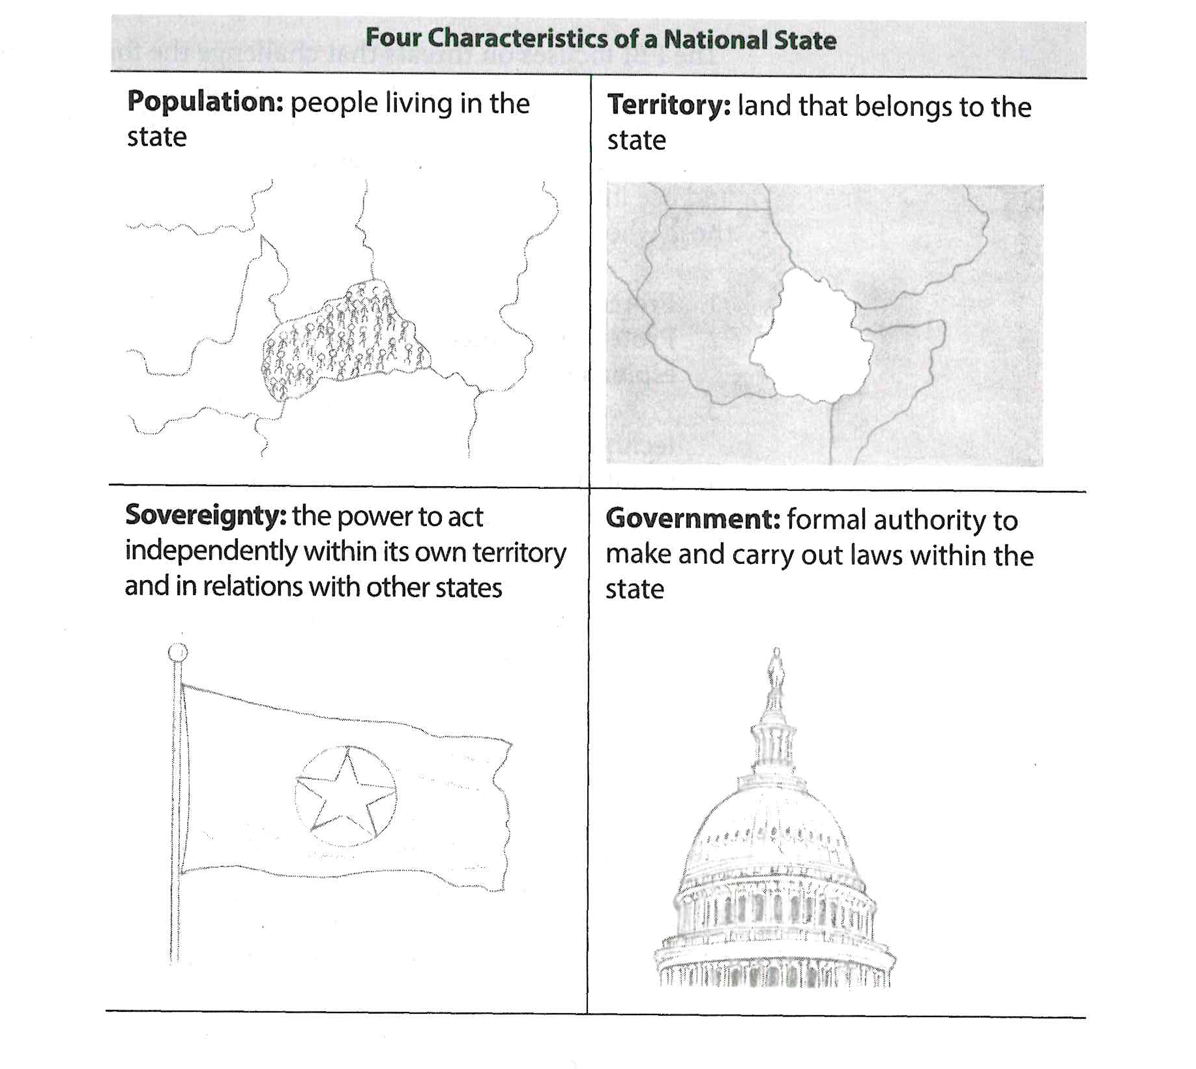 Four Characteristics of a National State
Population: people living in the
state
Territory: land that belongs to the
state
Sovereignty: the power to act
independently within its own territory
and in relations with other states
Government: formal authority to
make and carry out laws within the
state